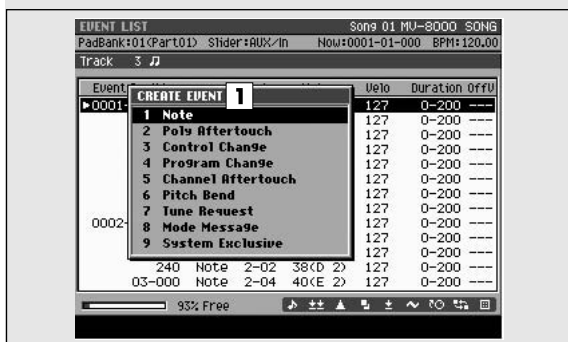 EVENT LIST Song 01 MV-8000 SONG
PadBank:01(Part01) Slider:AUX/In Now:0001-01-000 BPM:120.00
Track 3
Event Velo Duration OffV
CREATE EVENT 1
►0001- 127 0-200 ---
1 Note 127 0-200 ---
2 Poly Aftertouch 127 0-200 ---
3 Control Change 127 0-200 ---
4 Program Change 127 0-200 ---
5 Channel Aftertouch 127 0-200 ---
6 Pitch Bend 127 0-200 ---
7 Tune Request 127 0-200 ---
0002- 127 0-200 ---
8 Mode Message 127 0-200 ---
9 System Exclusive 127 0-200 ---
240 Note 2-02 38(D 2) 127 0-200 ---
03-000 Note 2-04 40(E 2) 127 0-200 ---
93% Free